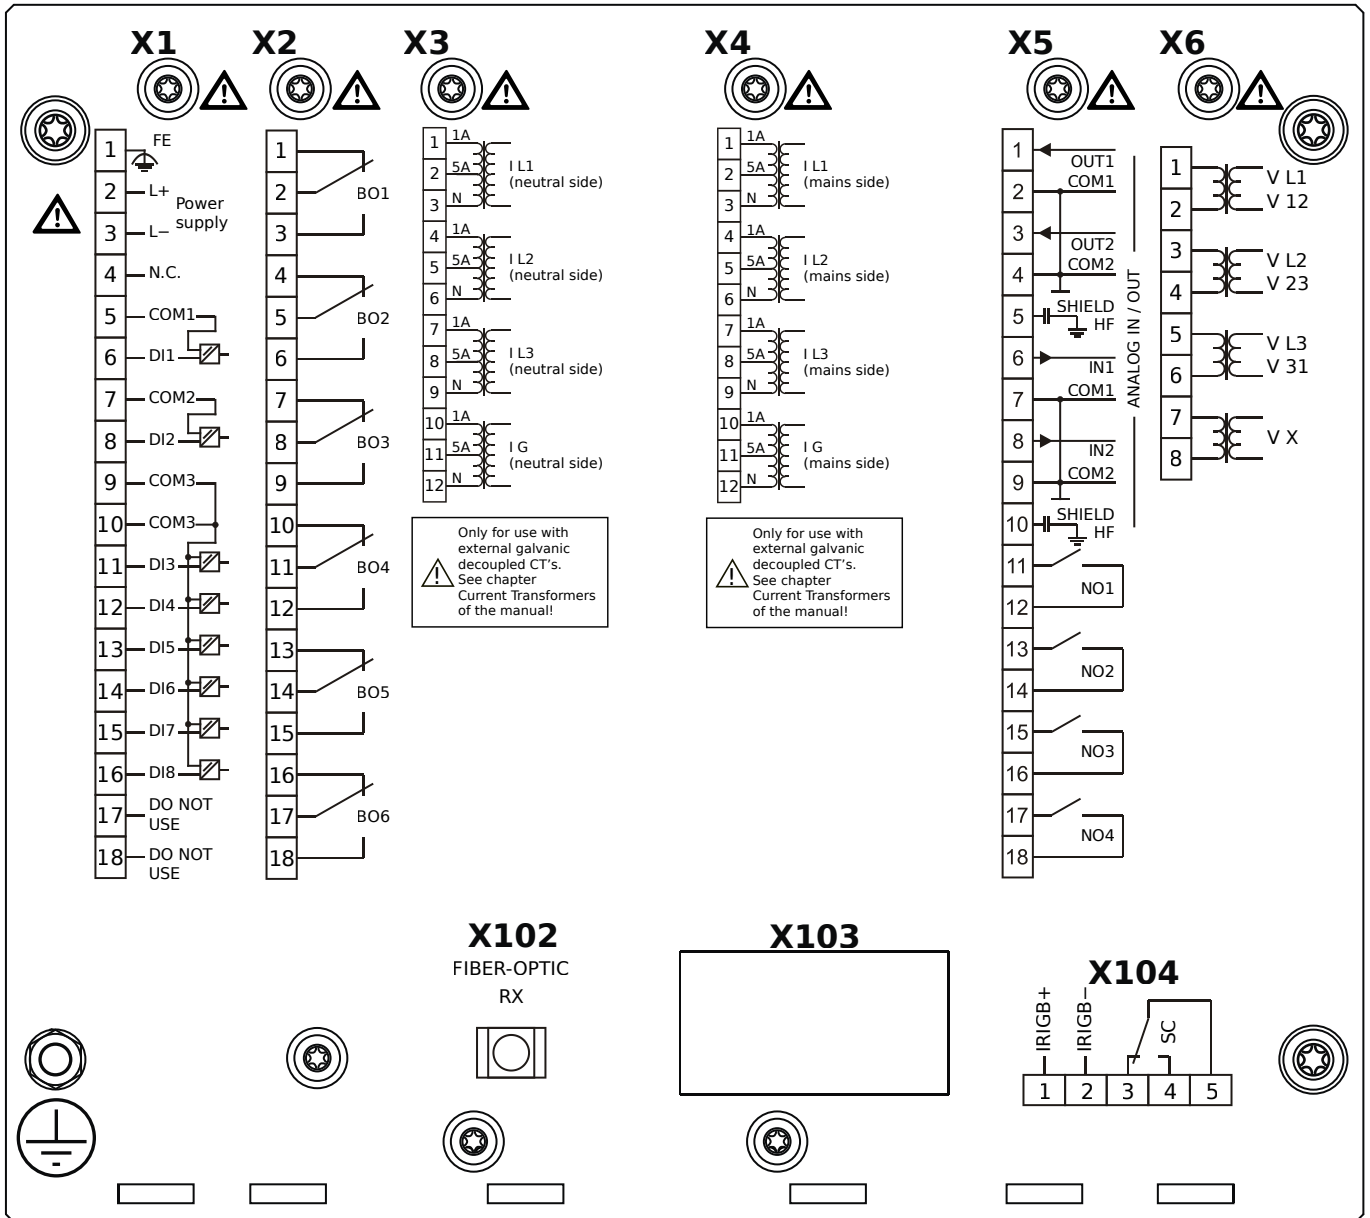 X1
X2
X3
X4
X5
X6
1
FE
2
L+
Power
supply
3
L−
4
N.C.
5
COM1
6
DI1
7
COM2
8
DI2
9
COM3
10
COM3
11
DI3
12
DI4
13
DI5
14
DI6
15
DI7
16
DI8
17
DO NOT
USE
18
DO NOT
USE
1
2
BO1
3
4
5
BO2
6
7
8
BO3
9
10
11
BO4
12
13
14
BO5
15
16
17
BO6
18
1
1A
2
5A
I L1
(neutral side)
3
N
4
1A
5
5A
I L2
(neutral side)
6
N
7
1A
8
5A
I L3
(neutral side)
9
N
10
1A
11
5A
I G
(neutral side)
12
N
Only for use with
external galvanic
decoupled CT's.
See chapter
Current Transformers
of the manual!
1
1A
2
5A
I L1
(mains side)
3
N
4
1A
5
5A
I L2
(mains side)
6
N
7
1A
8
5A
I L3
(mains side)
9
N
10
1A
11
5A
I G
(mains side)
12
N
Only for use with
external galvanic
decoupled CT's.
See chapter
Current Transformers
of the manual!
1
OUT1
2
COM1
3
OUT2
4
COM2
5
SHIELD
HF
6
IN1
7
COM1
8
IN2
9
COM2
10
SHIELD
HF
ANALOG IN / OUT
11
NO1
12
13
NO2
14
15
NO3
16
17
NO4
18
1
V L1
2
V 12
3
V L2
4
V 23
5
V L3
6
V 31
7
V X
8
X102
FIBER-OPTIC
RX
X103
X104
IRIGB+
IRIGB−
SC
1
2
3
4
5